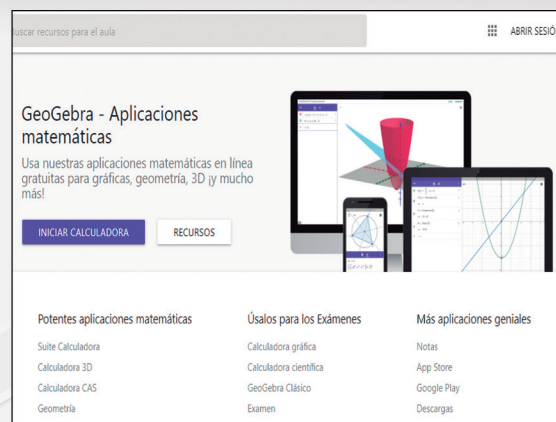 uscar recursos para el aula
ABRIR SESIÓ
GeoGebra - Aplicaciones
matemáticas
Usa nuestras aplicaciones matemáticas en línea
gratuitas para gráficas, geometría, 3D ¡y mucho
más!
INICIAR CALCULADORA
RECURSOS
Potentes aplicaciones matemáticas
Suite Calculadora
Calculadora 3D
Calculadora CAS
Geometría
Úsalos para los Exámenes
Calculadora gráfica
Calculadora científica
GeoGebra Clásico
Examen
Más aplicaciones geniales
Notas
App Store
Google Play
Descargas